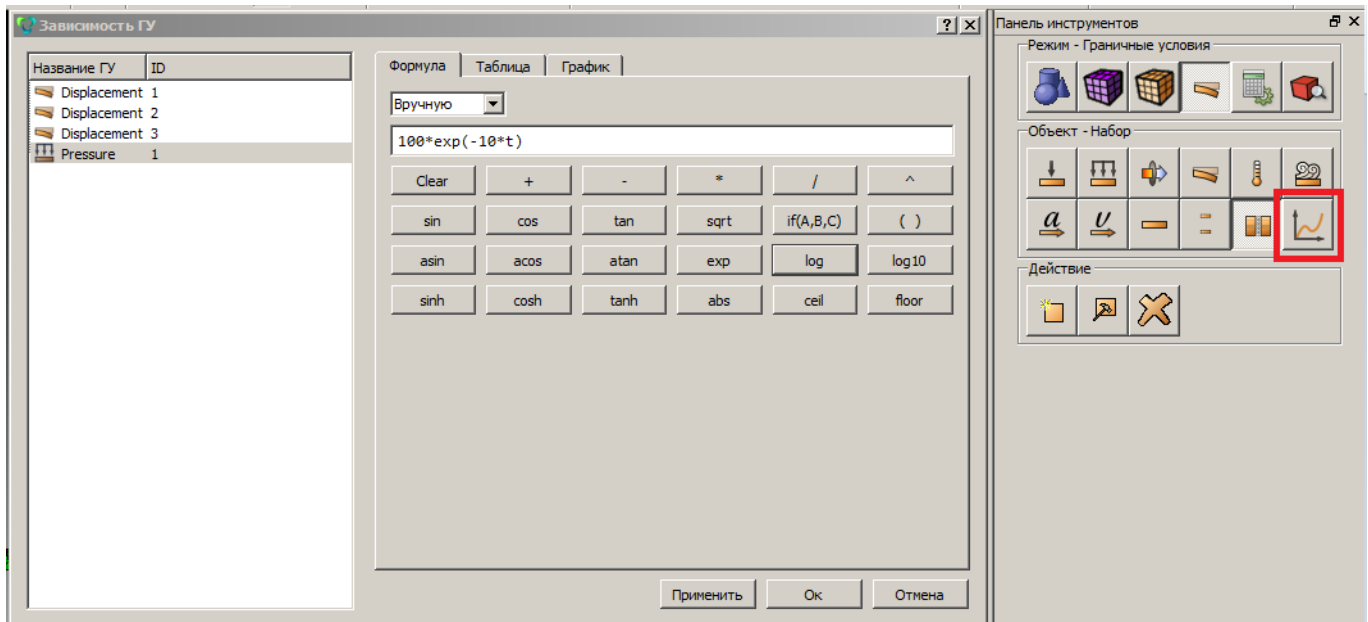 Зависимость ГУ
Название ГУ ID
Displacement 1
Displacement 2
Displacement 3
Pressure 1
Формула Таблица График
Вручную
100*exp(-10*t)
Clear + - * / ^
sin cos tan sqrt if(A,B,C) ( )
asin acos atan exp log log10
sinh cosh tanh abs ceil floor
Применить Ок Отмена
Панель инструментов
Режим - Граничные условия
Объект - Набор
a v
Действие